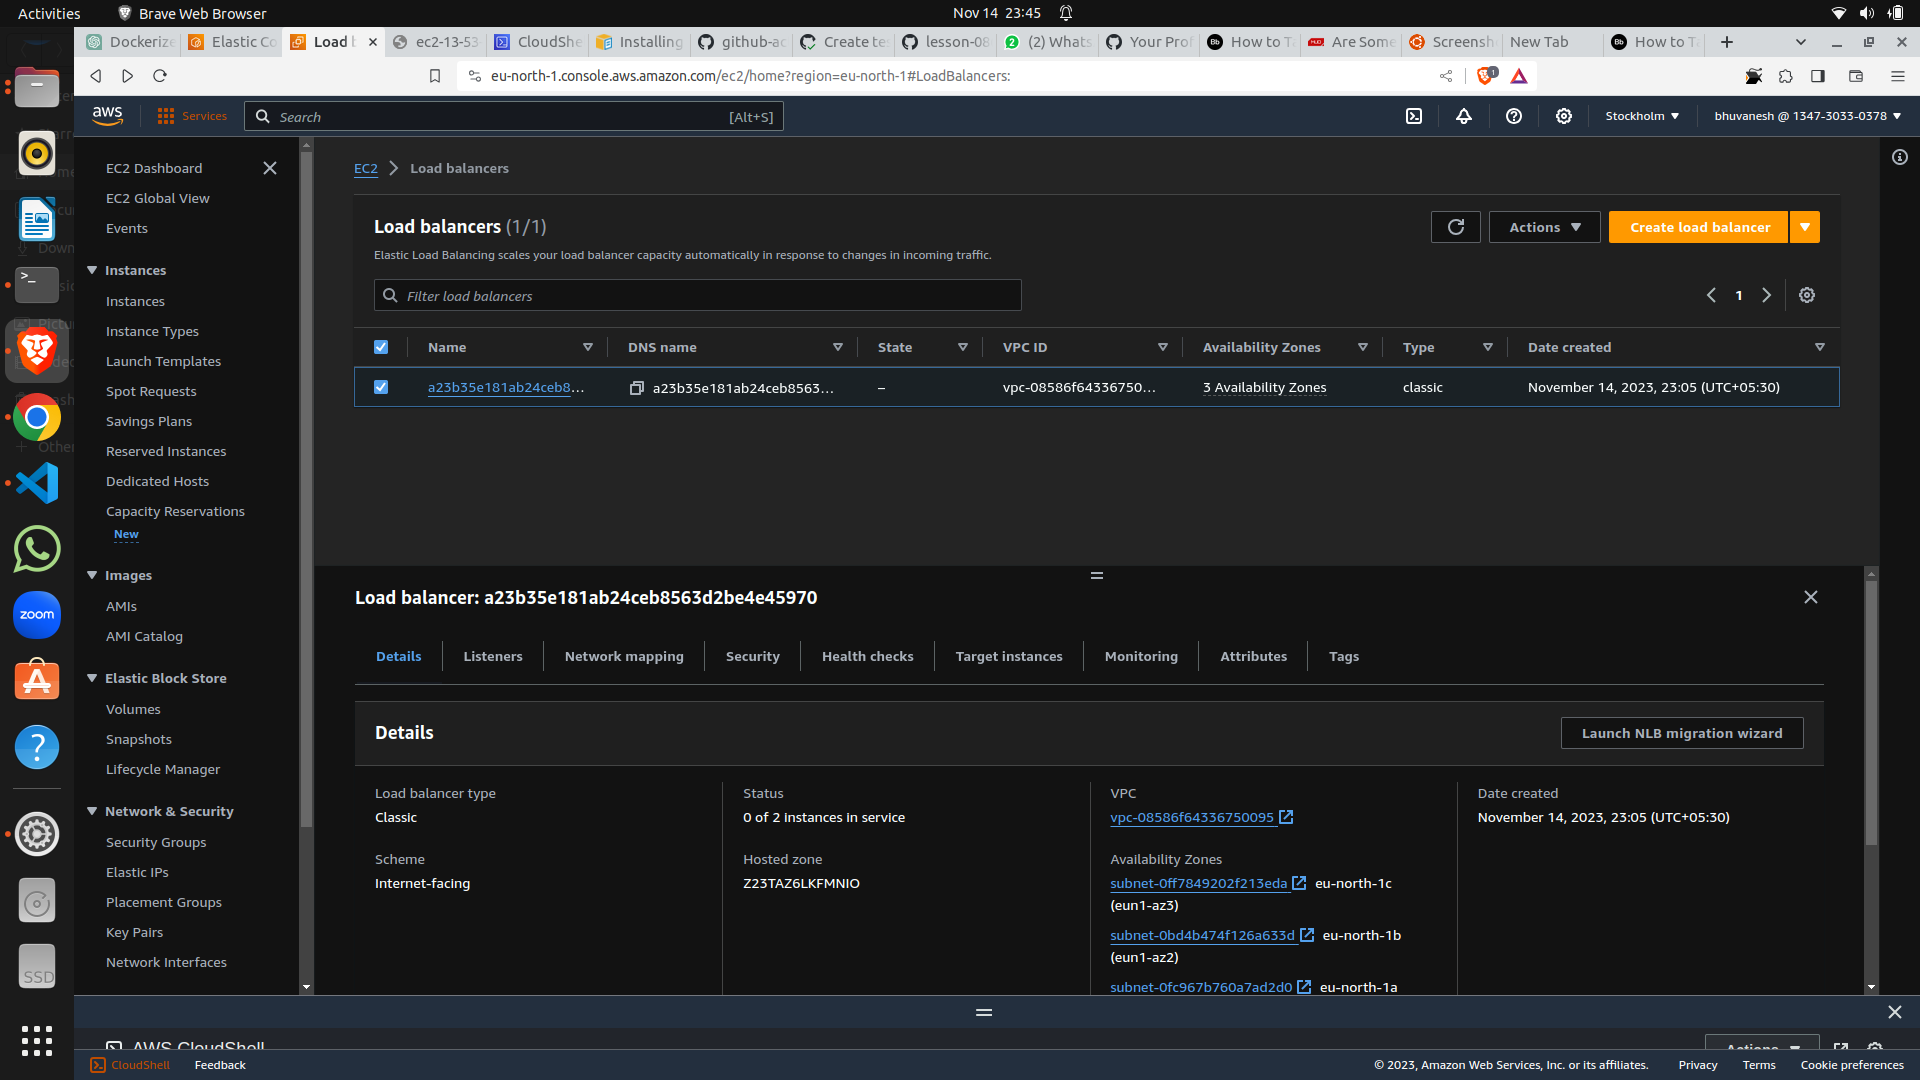 Activities
Brave Web Browser
Nov 14 23:45
Dockerize
Elastic Co
Load b
ec2-13-53
CloudShe
Installing
github-ac
Create te
lesson-08
(2) Whats
Your Prof
How to Ta
Are Some
Screensh
New Tab
How to Ta
eu-north-1.console.aws.amazon.com/ec2/home?region=eu-north-1#LoadBalancers:
1
aws
Services
Search
[Alt+S]
Stockholm
bhuvanesh @ 1347-3033-0378
EC2 Dashboard
EC2 Global View
Events
Instances
Instances
Instance Types
Launch Templates
Spot Requests
Savings Plans
Reserved Instances
Dedicated Hosts
Capacity Reservations
New
Images
AMIs
AMI Catalog
Elastic Block Store
Volumes
Snapshots
Lifecycle Manager
Network & Security
Security Groups
Elastic IPs
Placement Groups
Key Pairs
Network Interfaces
EC2
Load balancers
Load balancers (1/1)
Actions
Create load balancer
Elastic Load Balancing scales your load balancer capacity automatically in response to changes in incoming traffic.
Filter load balancers
1
Name
DNS name
State
VPC ID
Availability Zones
Type
Date created
a23b35e181ab24ceb8...
a23b35e181ab24ceb8563...
–
vpc-08586f64336750...
3 Availability Zones
classic
November 14, 2023, 23:05 (UTC+05:30)
Load balancer: a23b35e181ab24ceb8563d2be4e45970
Details
Listeners
Network mapping
Security
Health checks
Target instances
Monitoring
Attributes
Tags
Details
Launch NLB migration wizard
Load balancer type
Classic
Scheme
Internet-facing
Status
0 of 2 instances in service
Hosted zone
Z23TAZ6LKFMNIO
VPC
vpc-08586f64336750095
Availability Zones
subnet-0ff7849202f213eda eu-north-1c
(eun1-az3)
subnet-0bd4b474f126a633d eu-north-1b
(eun1-az2)
subnet-0fc967b760a7ad2d0 eu-north-1a
Date created
November 14, 2023, 23:05 (UTC+05:30)
AWS CloudShell
Actions
CloudShell
Feedback
© 2023, Amazon Web Services, Inc. or its affiliates.
Privacy
Terms
Cookie preferences
zoom
SSD